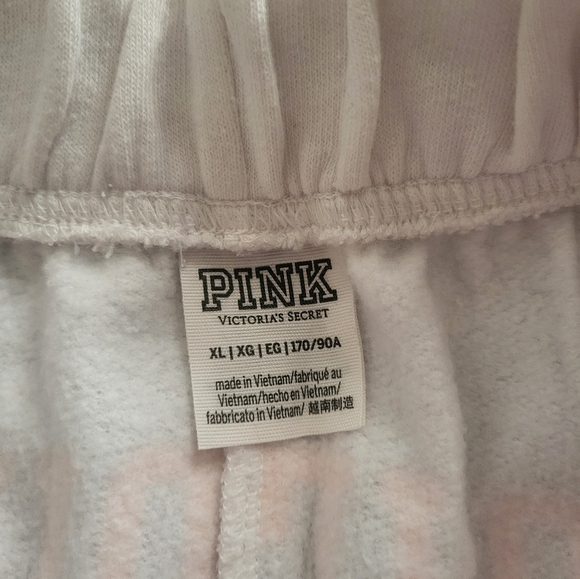 PINK
VICTORIA'S SECRET
XL | XG | EG | 170/90A
made in Vietnam/fabriqué au
Vietnam/hecho en Vietnam/
fabbricato in Vietnam/ 越南制造